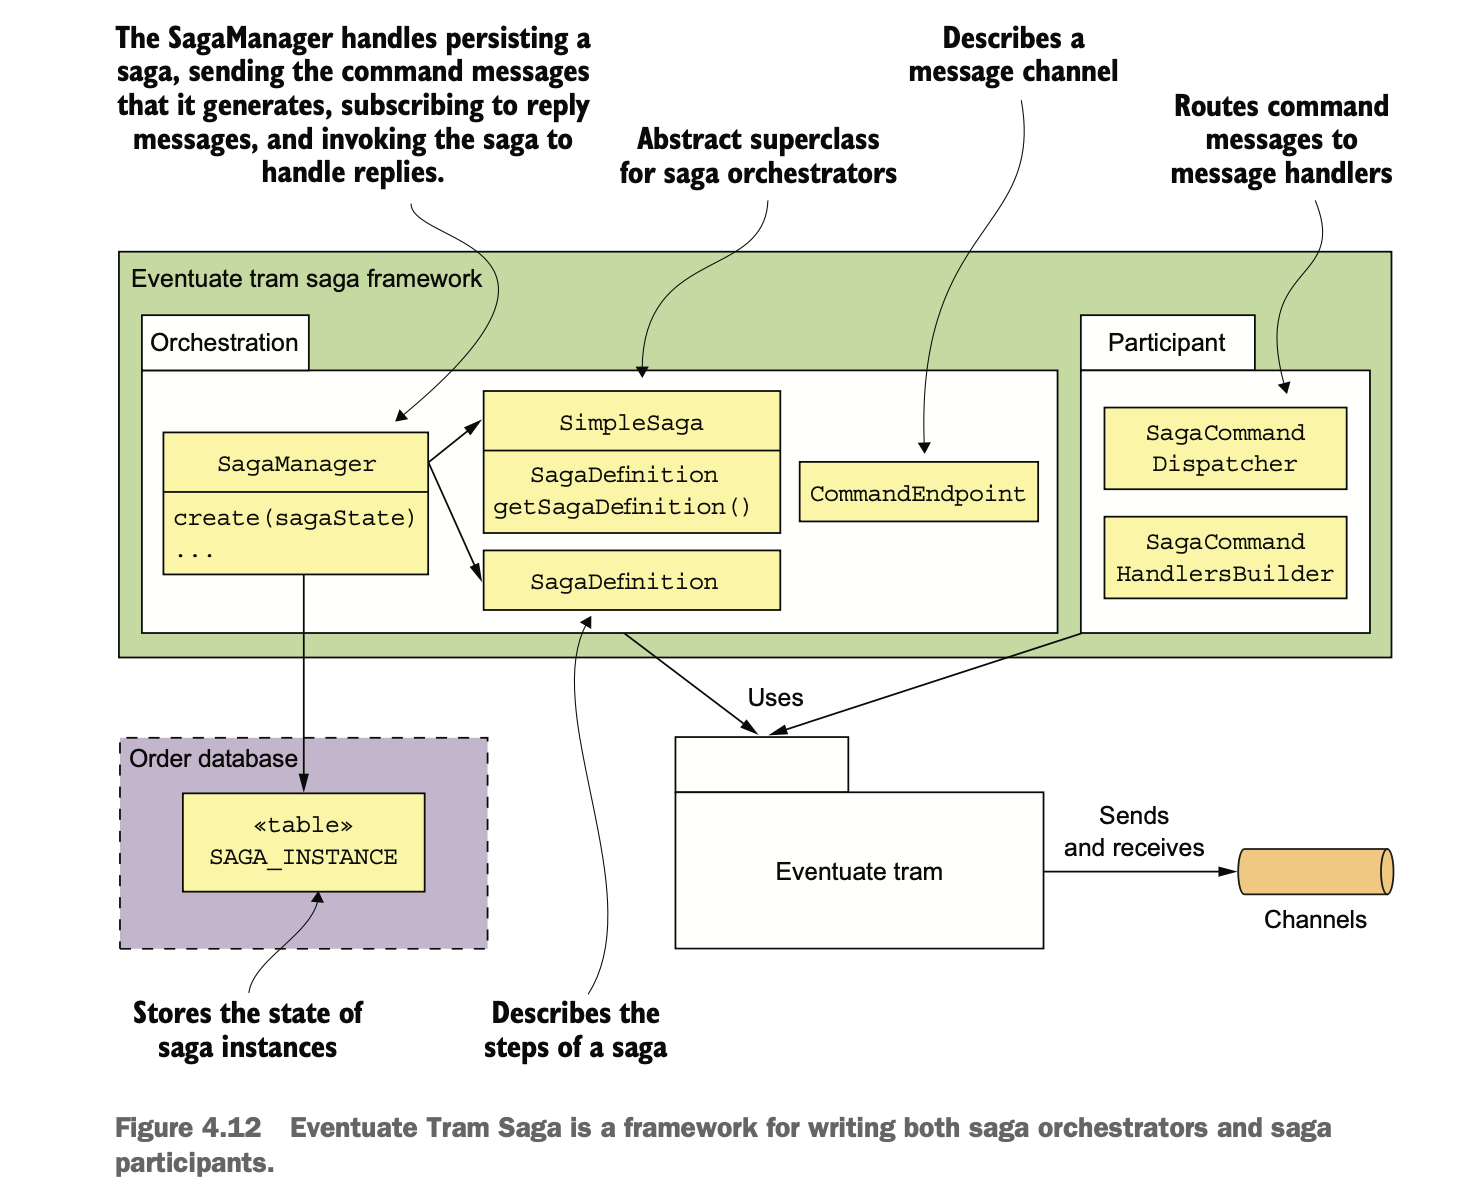 The SagaManager handles persisting a
saga, sending the command messages
that it generates, subscribing to reply
messages, and invoking the saga to
handle replies.
Abstract superclass
for saga orchestrators
Describes a
message channel
Routes command
messages to
message handlers
Eventuate tram saga framework
Orchestration
SagaManager
create(sagaState)
...
SimpleSaga
SagaDefinition
getSagaDefinition()
SagaDefinition
CommandEndpoint
Participant
SagaCommand
Dispatcher
SagaCommand
HandlersBuilder
Uses
Order database
«table»
SAGA_INSTANCE
Eventuate tram
Sends
and receives
Channels
Stores the state of
saga instances
Describes the
steps of a saga
Figure 4.12 Eventuate Tram Saga is a framework for writing both saga orchestrators and saga
participants.